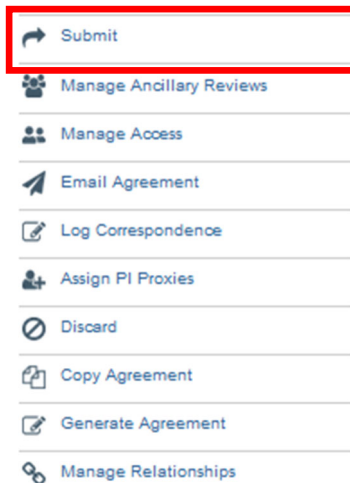 Submit
Manage Ancillary Reviews
Manage Access
Email Agreement
Log Correspondence
Assign PI Proxies
Discard
Copy Agreement
Generate Agreement
Manage Relationships